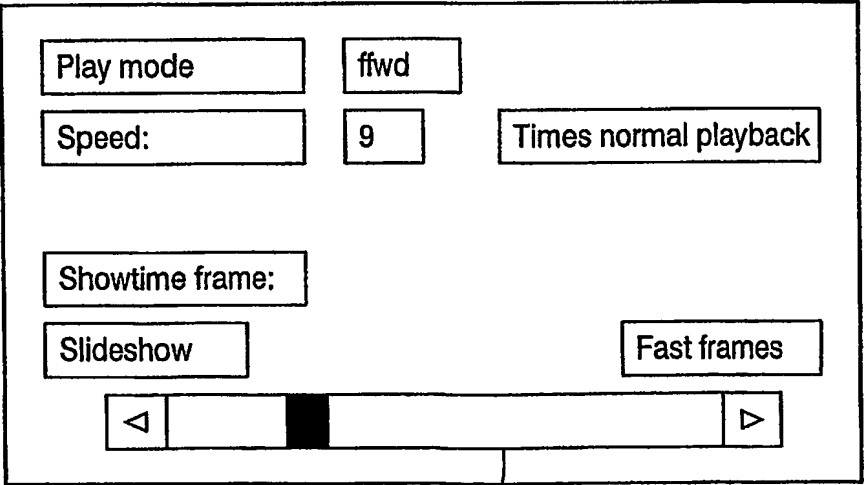 Play mode ffwd
Speed: 9 Times normal playback
Showtime frame:
Slideshow Fast frames